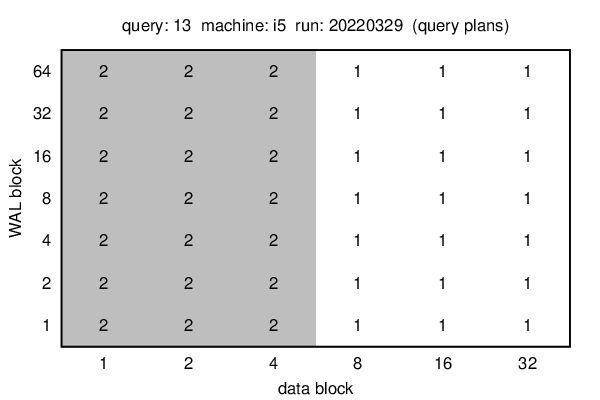 query: 13  machine: i5  run: 20220329  (query plans)
64 2 2 2 1 1 1
32 2 2 2 1 1 1
16 2 2 2 1 1 1
8 2 2 2 1 1 1
4 2 2 2 1 1 1
2 2 2 2 1 1 1
1 2 2 2 1 1 1
WAL block
1 2 4 8 16 32
data block